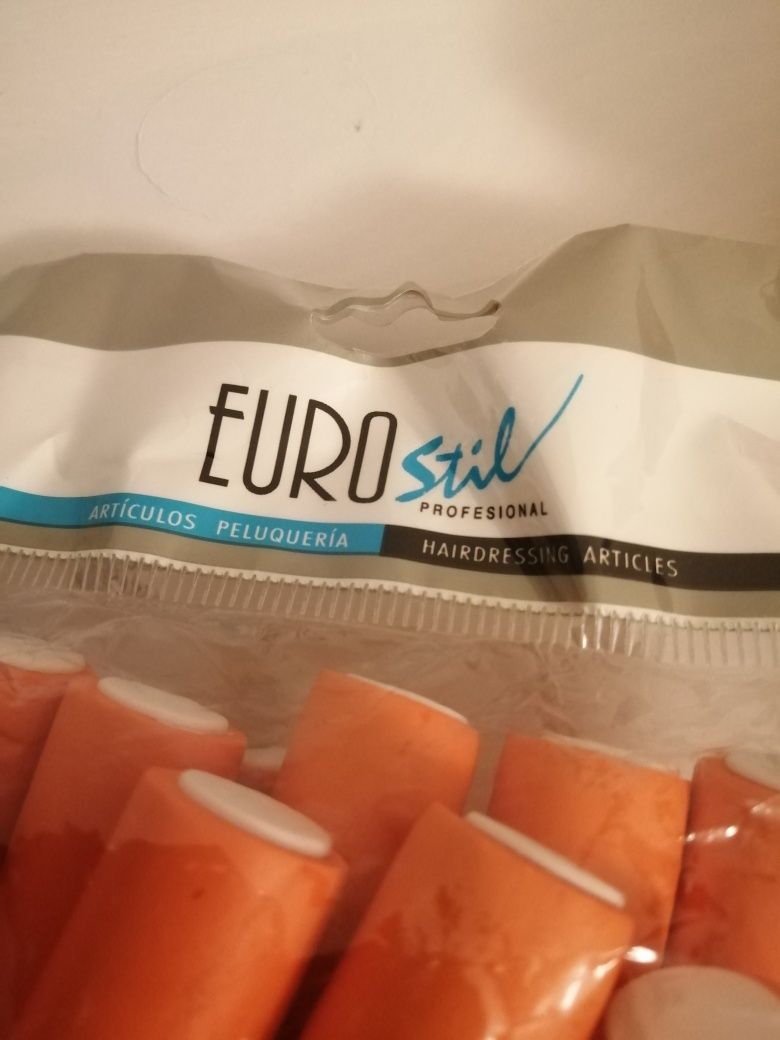 EURO Stil
PROFESIONAL
ARTÍCULOS PELUQUERÍA HAIRDRESSING ARTICLES